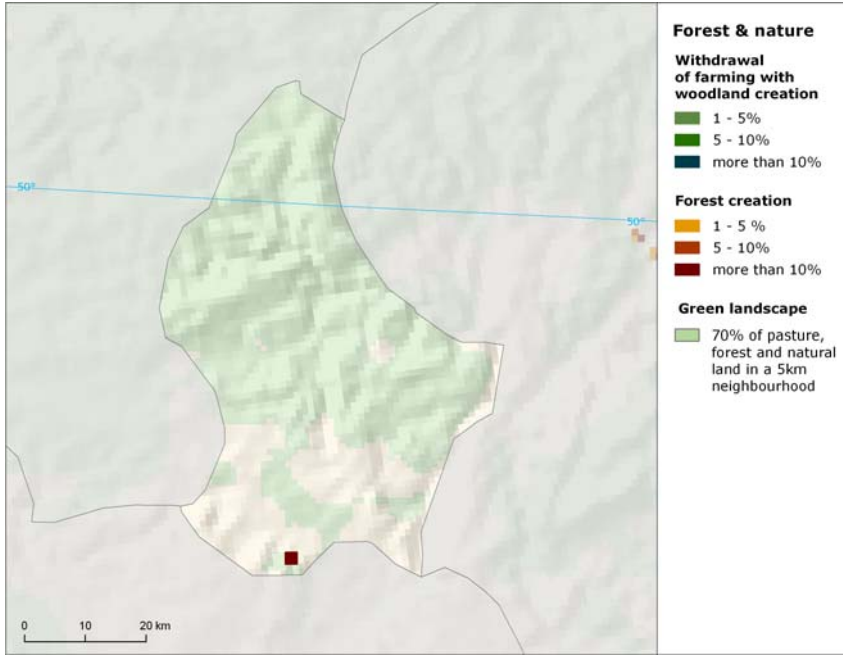 Forest & nature
Withdrawal
of farming with
woodland creation
1 - 5%
5 - 10%
more than 10%
Forest creation
1 - 5 %
5 - 10%
more than 10%
Green landscape
70% of pasture,
forest and natural
land in a 5km
neighbourhood
50°
50°
0 10 20 km